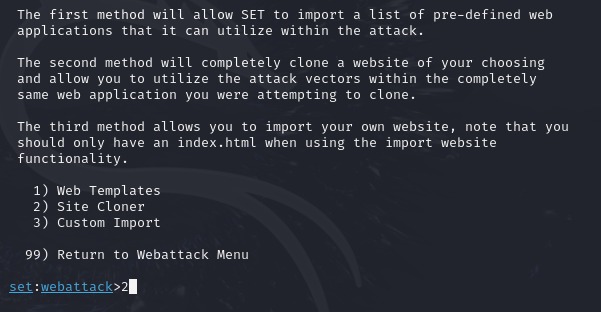 The first method will allow SET to import a list of pre-defined web
applications that it can utilize within the attack.
The second method will completely clone a website of your choosing
and allow you to utilize the attack vectors within the completely
same web application you were attempting to clone.
The third method allows you to import your own website, note that you
should only have an index.html when using the import website
functionality.
1) Web Templates
2) Site Cloner
3) Custom Import
99) Return to Webattack Menu
set:webattack>2